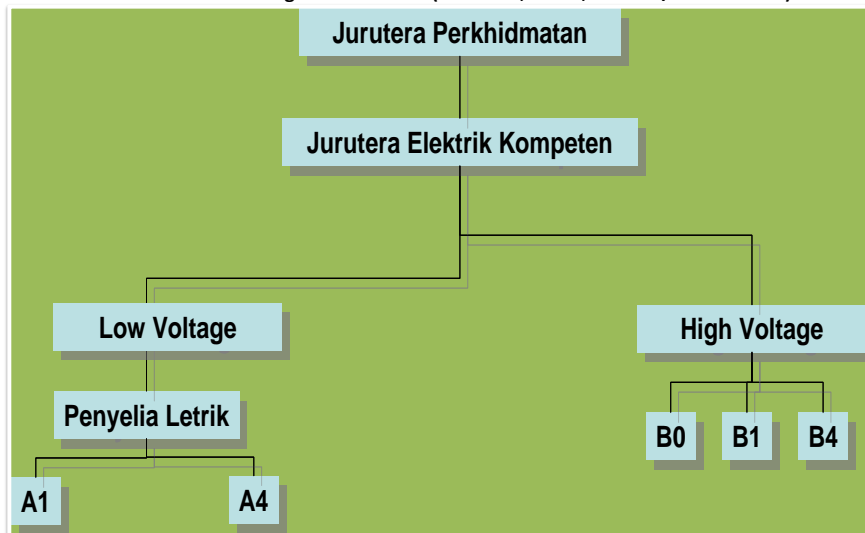 Jurutera Perkhidmatan
Jurutera Elektrik Kompeten
Low Voltage
High Voltage
Penyelia Letrik
B0
B1
B4
A1
A4